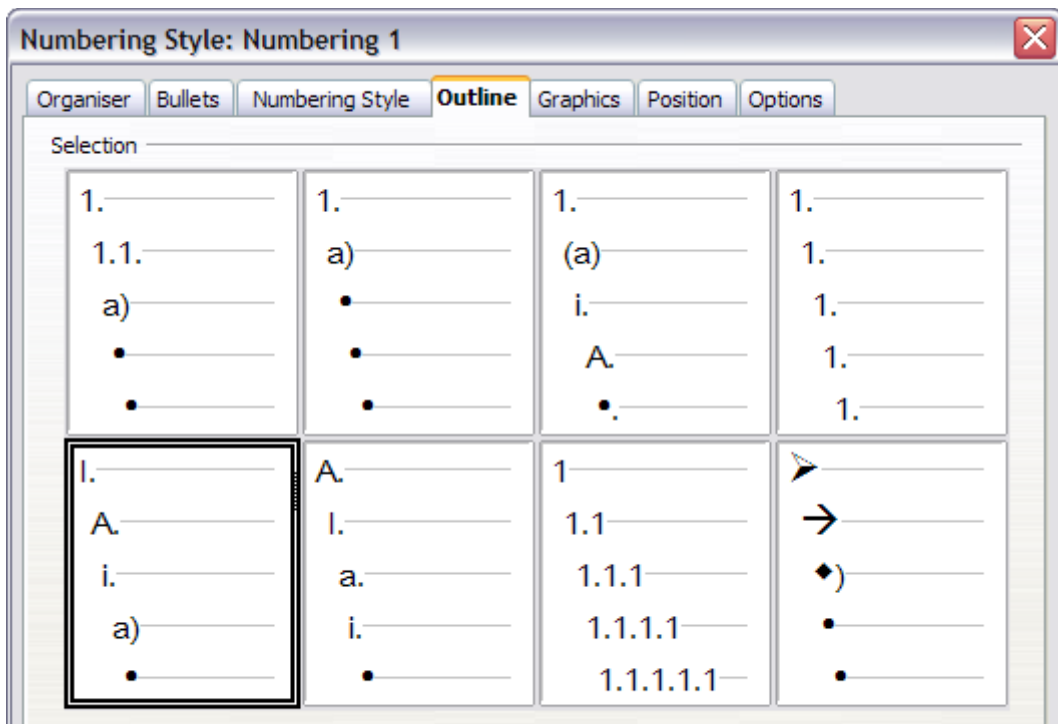 Numbering Style: Numbering 1
Organiser Bullets Numbering Style Outline Graphics Position Options
Selection
1.
1.1.
a)
•
•
1.
a)
•
•
•
1.
(a)
i.
A.
•.
1.
1.
1.
1.
1.
I.
A.
i.
a)
•
A.
I.
a.
i.
•
1
1.1
1.1.1
1.1.1.1
1.1.1.1.1
➢
→
◆)
•
•